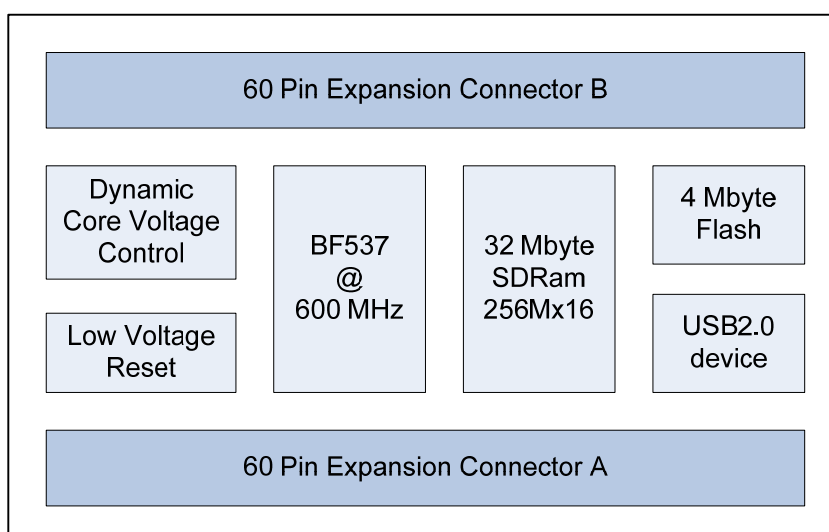 60 Pin Expansion Connector B
Dynamic
Core Voltage
Control
Low Voltage
Reset
BF537
@
600 MHz
32 Mbyte
SDRam
256Mx16
4 Mbyte
Flash
USB2.0
device
60 Pin Expansion Connector A